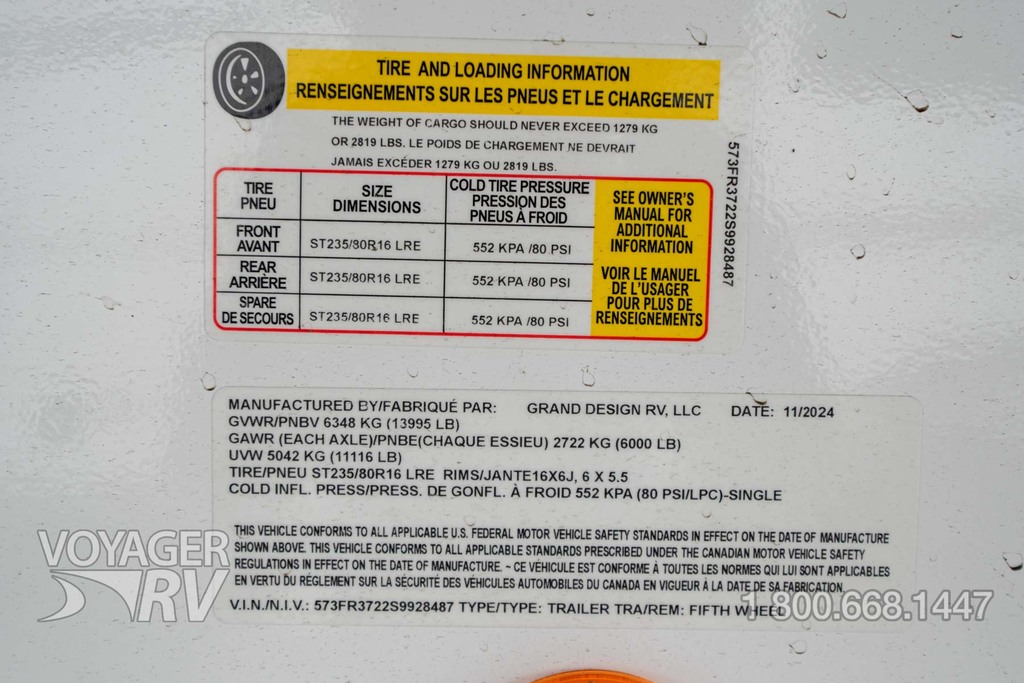 TIRE AND LOADING INFORMATION
RENSEIGNEMENTS SUR LES PNEUS ET LE CHARGEMENT
THE WEIGHT OF CARGO SHOULD NEVER EXCEED 1279 KG
OR 2819 LBS. LE POIDS DE CHARGEMENT NE DEVRAIT
JAMAIS EXCÉDER 1279 KG OU 2819 LBS.
TIRE
PNEU
SIZE
DIMENSIONS
COLD TIRE PRESSURE
PRESSION DES
PNEUS À FROID
FRONT
AVANT
ST235/80R16 LRE
552 KPA /80 PSI
REAR
ARRIÈRE
ST235/80R16 LRE
552 KPA /80 PSI
SPARE
DE SECOURS
ST235/80R16 LRE
552 KPA /80 PSI
SEE OWNER'S
MANUAL FOR
ADDITIONAL
INFORMATION
VOIR LE MANUEL
DE L'USAGER
POUR PLUS DE
RENSEIGNEMENTS
573FR3722S9928487
MANUFACTURED BY/FABRIQUÉ PAR: GRAND DESIGN RV, LLC DATE: 11/2024
GVWR/PNBV 6348 KG (13995 LB)
GAWR (EACH AXLE)/PNBE(CHAQUE ESSIEU) 2722 KG (6000 LB)
UVW 5042 KG (11116 LB)
TIRE/PNEU ST235/80R16 LRE RIMS/JANTE16X6J, 6 X 5.5
COLD INFL. PRESS/PRESS. DE GONFL. À FROID 552 KPA (80 PSI/LPC)-SINGLE
THIS VEHICLE CONFORMS TO ALL APPLICABLE U.S. FEDERAL MOTOR VEHICLE SAFETY STANDARDS IN EFFECT ON THE DATE OF MANUFACTURE
SHOWN ABOVE. THIS VEHICLE CONFORMS TO ALL APPLICABLE STANDARDS PRESCRIBED UNDER THE CANADIAN MOTOR VEHICLE SAFETY
REGULATIONS IN EFFECT ON THE DATE OF MANUFACTURE. ~ CE VÉHICULE EST CONFORME À TOUTES LES NORMES QUI LUI SONT APPLICABLES
EN VERTU DU RÈGLEMENT SUR LA SÉCURITÉ DES VÉHICULES AUTOMOBILES DU CANADA EN VIGUEUR À LA DATE DE SA FABRICATION.
V.I.N./N.I.V.: 573FR3722S9928487 TYPE/TYPE: TRAILER TRA/REM: FIFTH WHEEL
VOYAGER
RV
1.800.668.1447